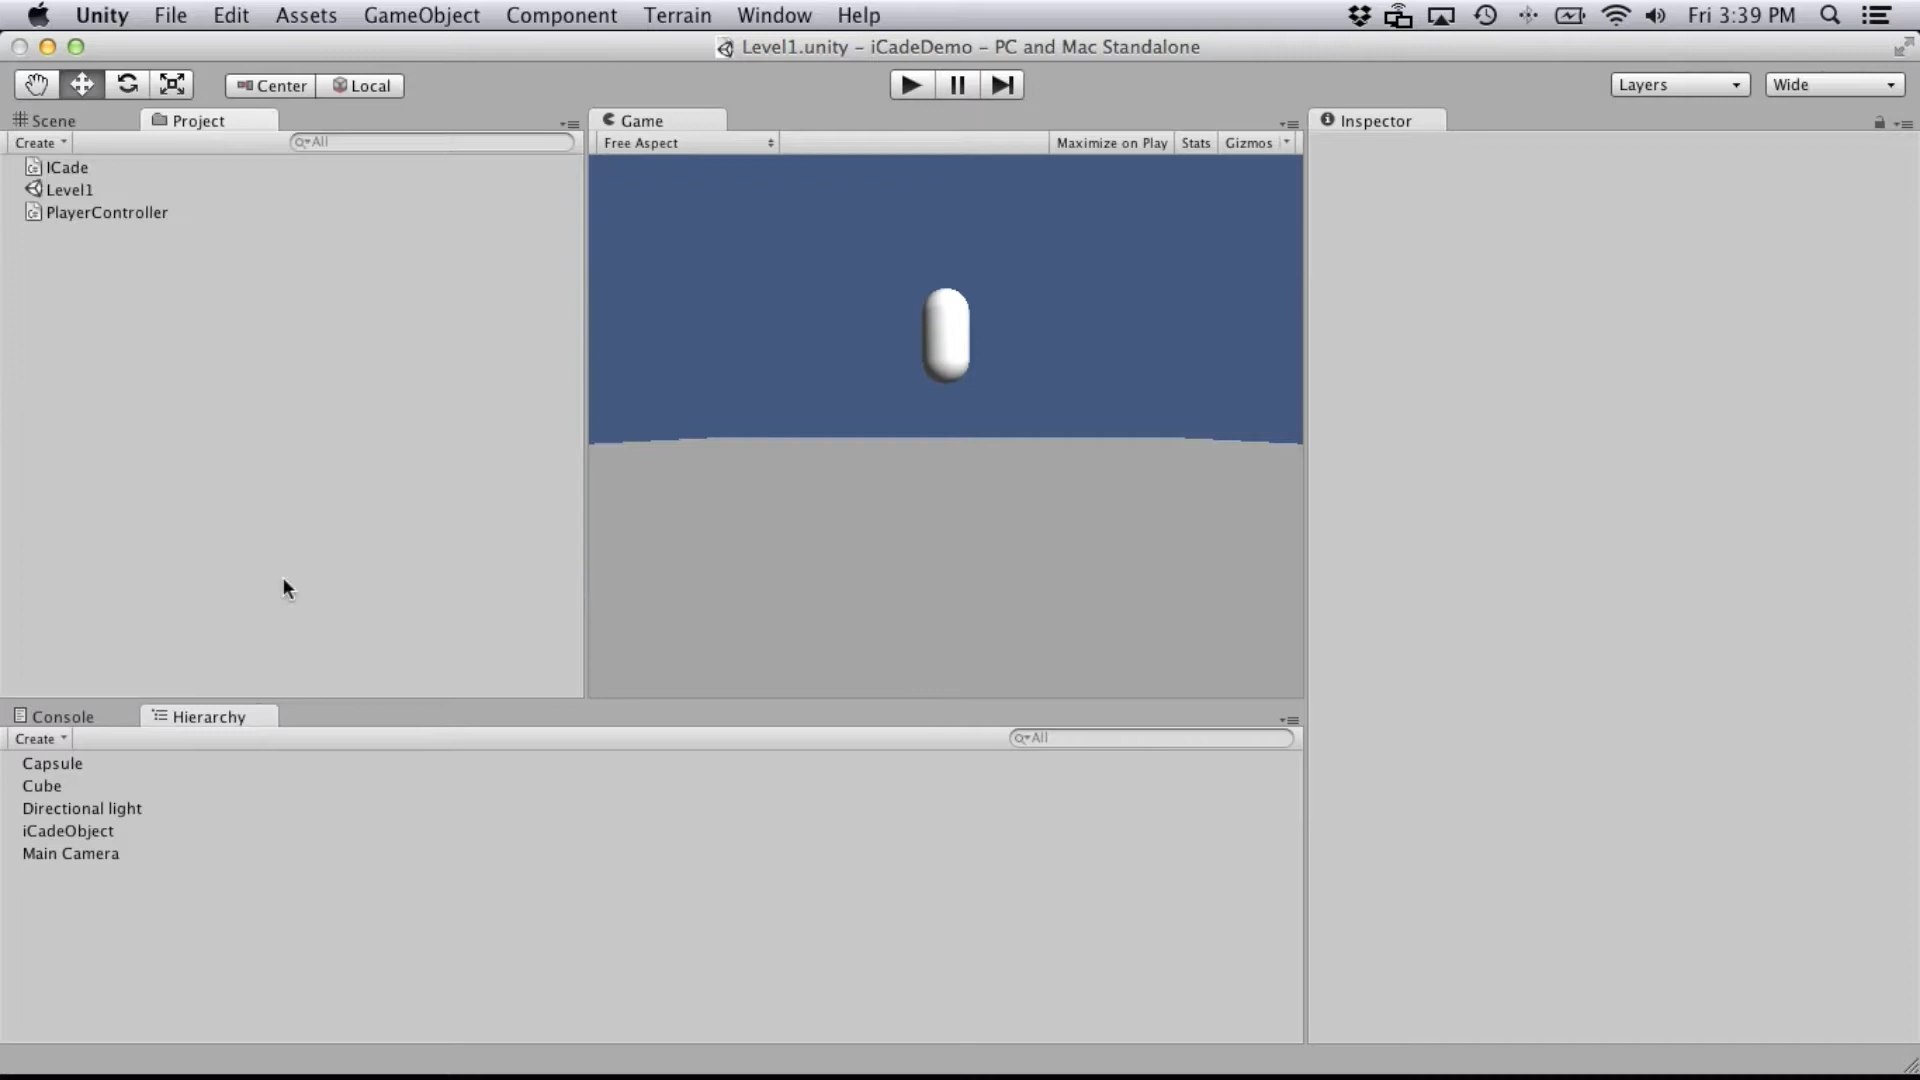 Unity File Edit Assets GameObject Component Terrain Window Help Fri 3:39 PM
Level1.unity – iCadeDemo – PC and Mac Standalone
Center Local Layers Wide
Scene Project Game Inspector
Create All Free Aspect Maximize on Play Stats Gizmos
ICade
Level1
PlayerController
Console Hierarchy
Create All
Capsule
Cube
Directional light
iCadeObject
Main Camera